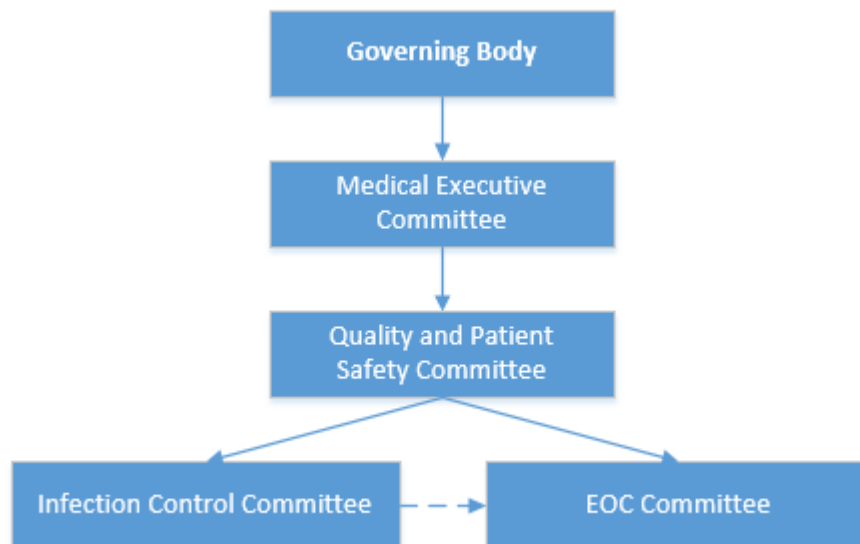 Governing Body
Medical Executive
Committee
Quality and Patient
Safety Committee
Infection Control Committee
EOC Committee